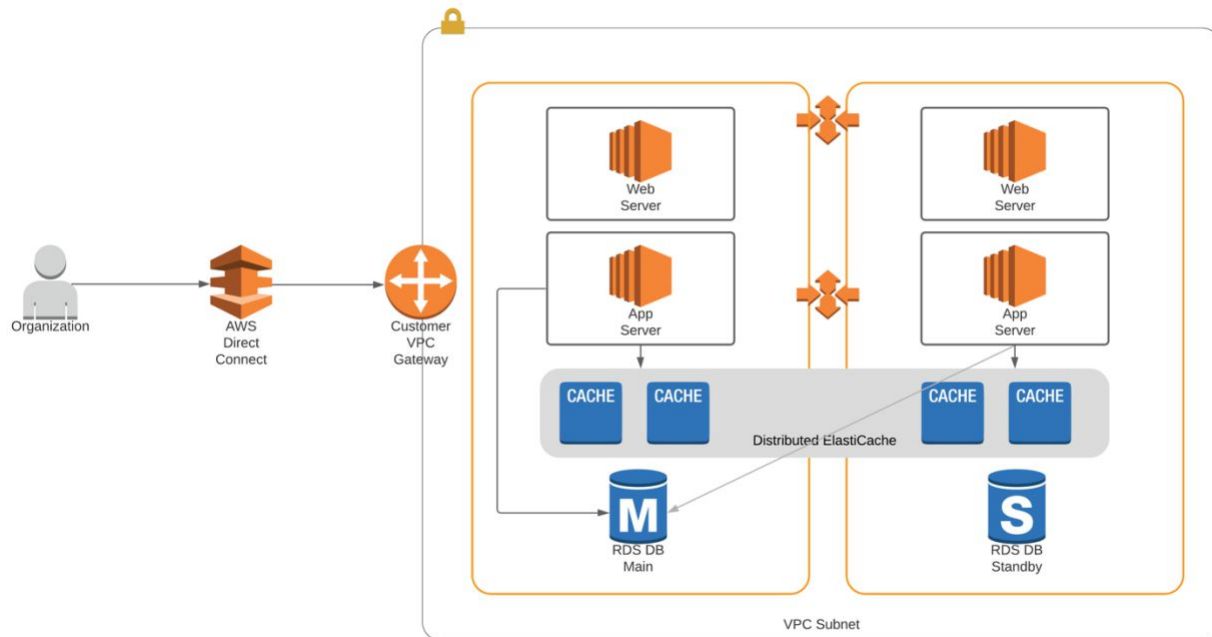 Web
Server
Web
Server
Organization
AWS
Direct
Connect
Customer
VPC
Gateway
App
Server
App
Server
CACHE
CACHE
CACHE
CACHE
Distributed ElastiCache
M
RDS DB
Main
S
RDS DB
Standby
VPC Subnet